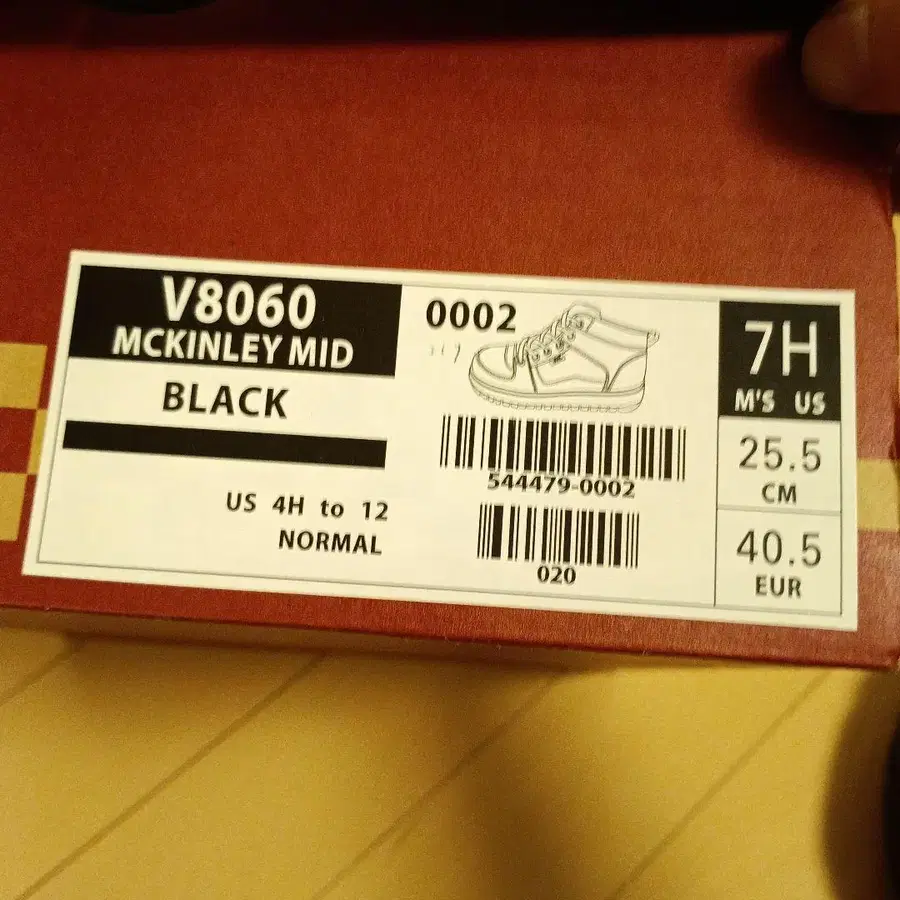 V8060
MCKINLEY MID
BLACK
US 4H to 12
NORMAL
0002
544479-0002
020
7H
M'S US
25.5
CM
40.5
EUR